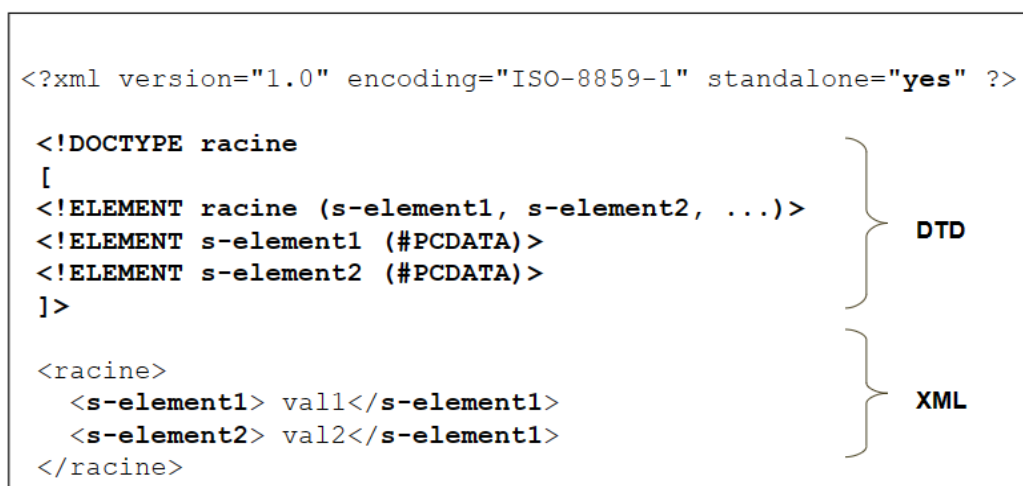 <?xml version="1.0" encoding="ISO-8859-1" standalone="yes" ?>
<!DOCTYPE racine
[
<!ELEMENT racine (s-element1, s-element2, ...)>
<!ELEMENT s-element1 (#PCDATA)>
<!ELEMENT s-element2 (#PCDATA)>
]>
DTD
<racine>
<s-element1> val1</s-element1>
<s-element2> val2</s-element1>
</racine>
XML